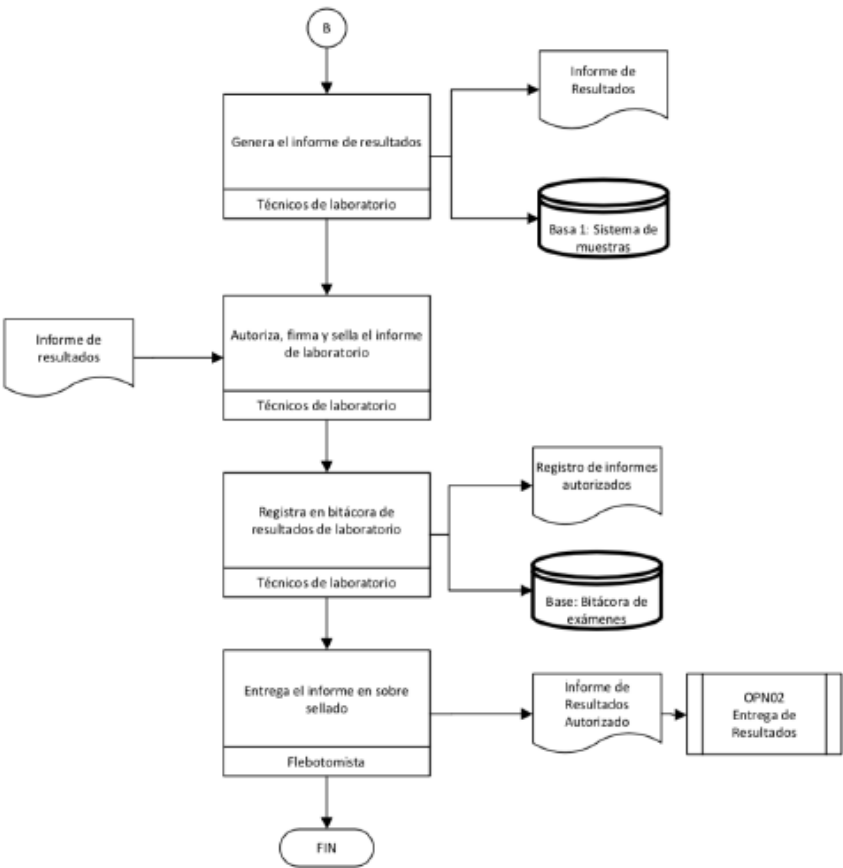 B
Genera el informe de resultados
Técnicos de laboratorio
Informe de
Resultados
Basa 1: Sistema de
muestras
Informe de
resultados
Autoriza, firma y sella el informe
de laboratorio
Técnicos de laboratorio
Registra en bitácora de
resultados de laboratorio
Técnicos de laboratorio
Registro de informes
autorizados
Base: Bitácora de
exámenes
Entrega el informe en sobre
sellado
Flebotomista
Informe de
Resultados
Autorizado
OPN02
Entrega de
Resultados
FIN